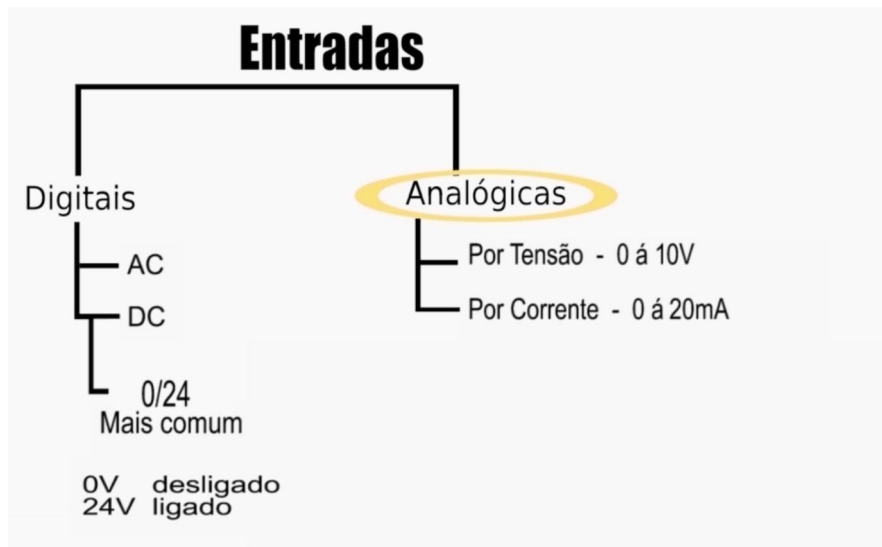 Entradas
Digitais
AC
DC
0/24
Mais comum
0V desligado
24V ligado
Analógicas
Por Tensão - 0 á 10V
Por Corrente - 0 á 20mA